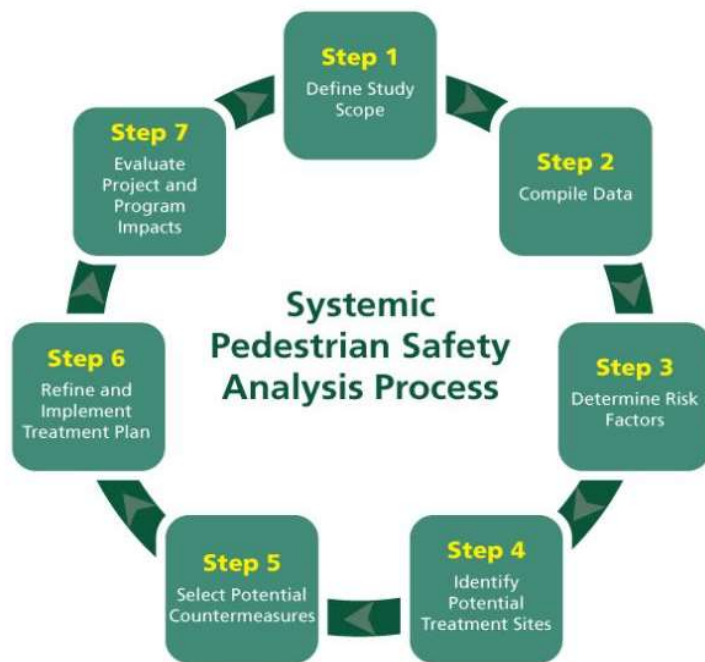 Step 1
Define Study
Scope
Step 2
Compile Data
Step 3
Determine Risk
Factors
Step 4
Identify
Potential
Treatment Sites
Step 5
Select Potential
Countermeasures
Step 6
Refine and
Implement
Treatment Plan
Step 7
Evaluate
Project and
Program
Impacts
Systemic
Pedestrian Safety
Analysis Process